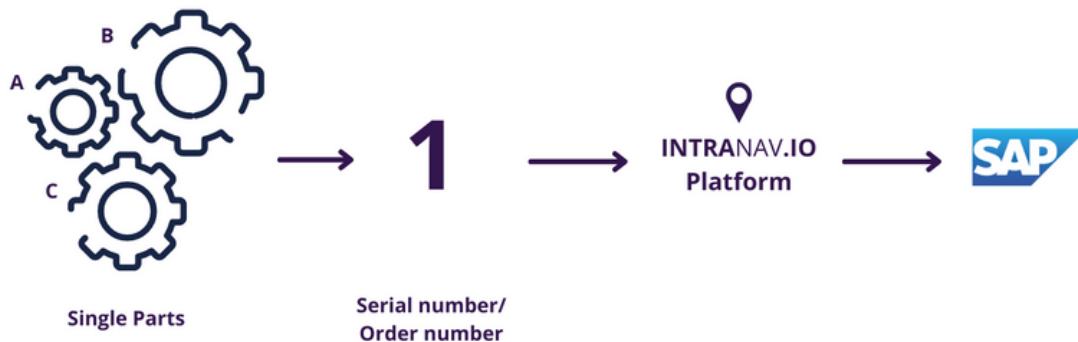 B
A
C
1
INTRANAV.IO
Platform
SAP
Single Parts
Serial number/
Order number